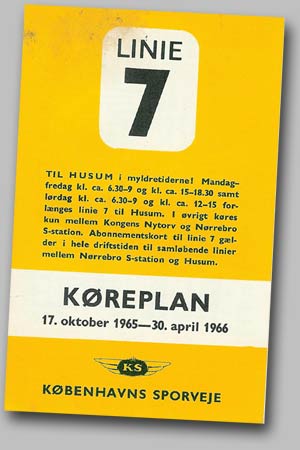 LINIE
7
TIL HUSUM i myldretiderne! Mandag-
fredag kl. ca. 6.30–9 og kl. ca. 15–18.30 samt
lørdag kl. ca. 6.30–9 og kl. ca. 12–15 for-
længes linie 7 til Husum. I øvrigt køres
kun mellem Kongens Nytorv og Nørrebro
S-station. Abonnementskort til linie 7 gæl-
der i hele driftstiden til samløbende linier
mellem Nørrebro S-station og Husum.
KØREPLAN
17. oktober 1965—30. april 1966
KS
KØBENHAVNS SPORVEJE